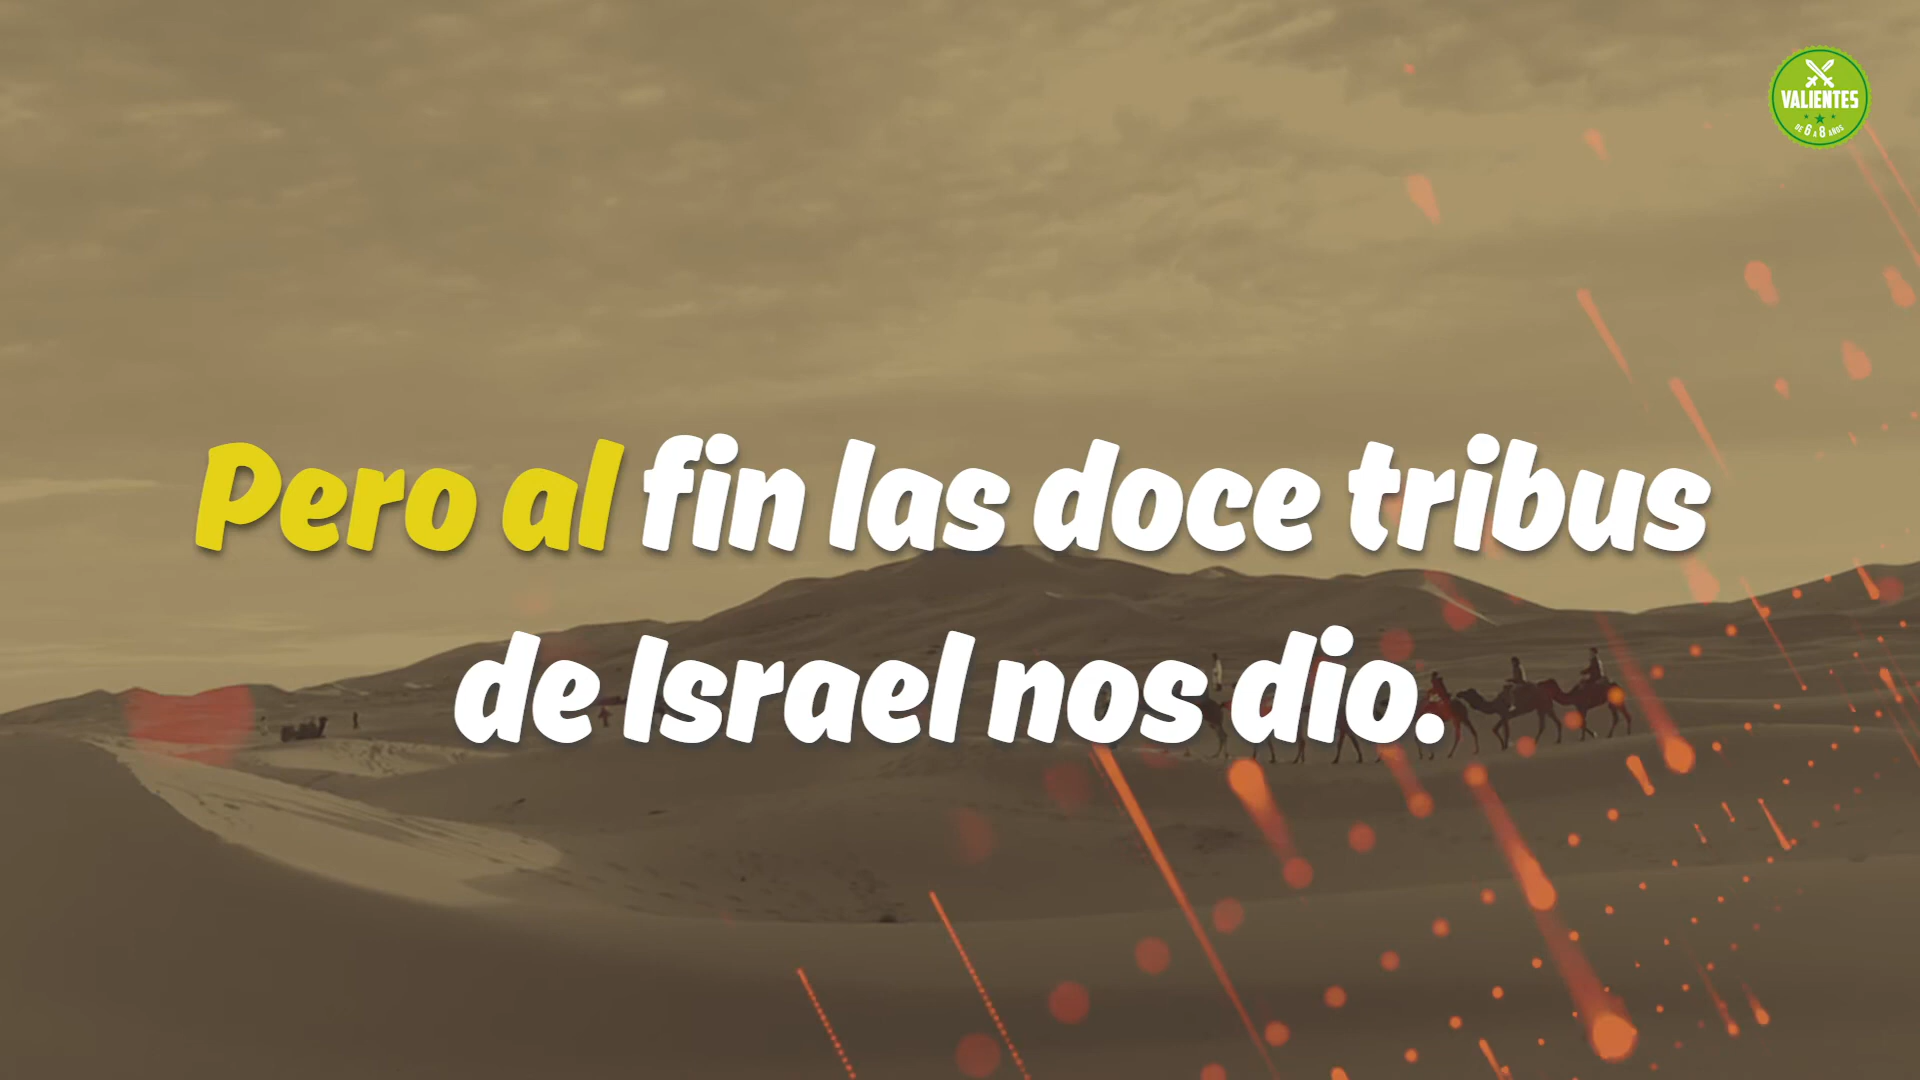 VALIENTES
DE 6 A 8 AÑOS
Pero al fin las doce tribus
de Israel nos dio.